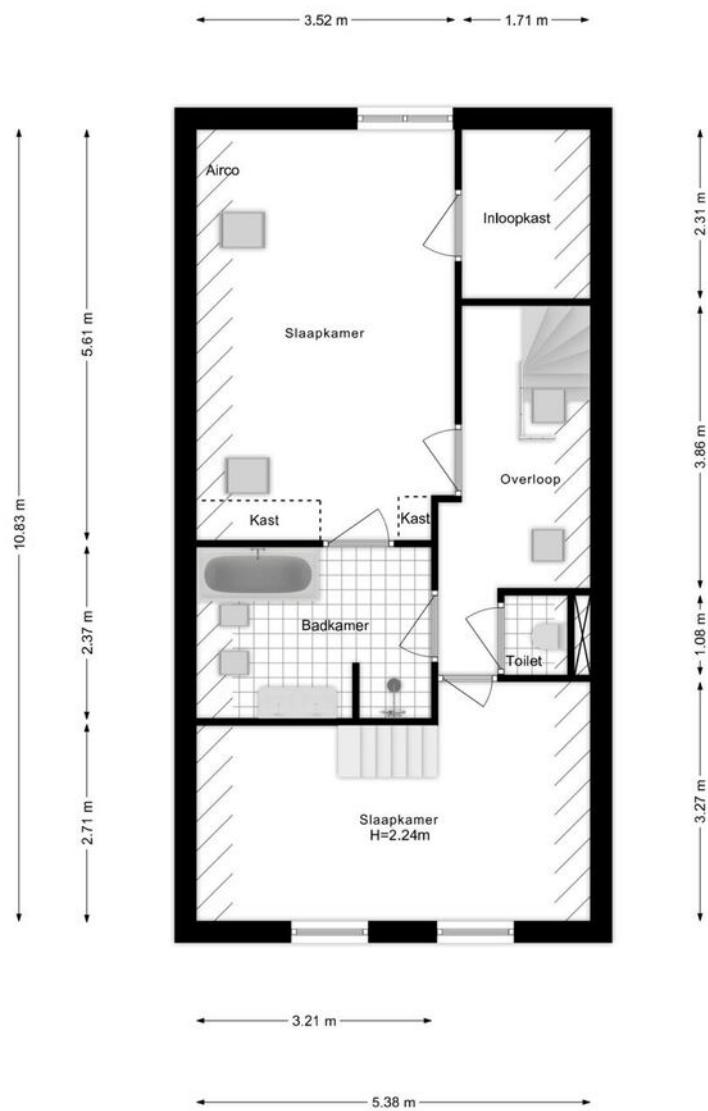 3.52 m
1.71 m
Airco
Inloopkast
2.31 m
Slaapkamer
5.61 m
3.86 m
Overloop
10.83 m
Kast
Kast
Badkamer
2.37 m
1.08 m
Toilet
Slaapkamer
H=2.24m
2.71 m
3.27 m
3.21 m
5.38 m